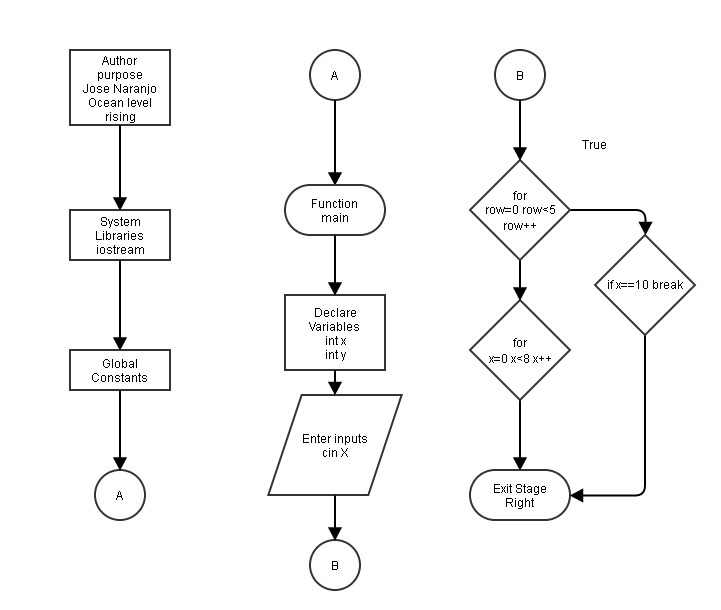 Author
purpose
Jose Naranjo
Ocean level
rising
System
Libraries
iostream
Global
Constants
A
A
Function
main
Declare
Variables
int x
int y
Enter inputs
cin X
B
B
True
for
row=0 row<5
row++
if x==10 break
for
x=0 x<8 x++
Exit Stage
Right